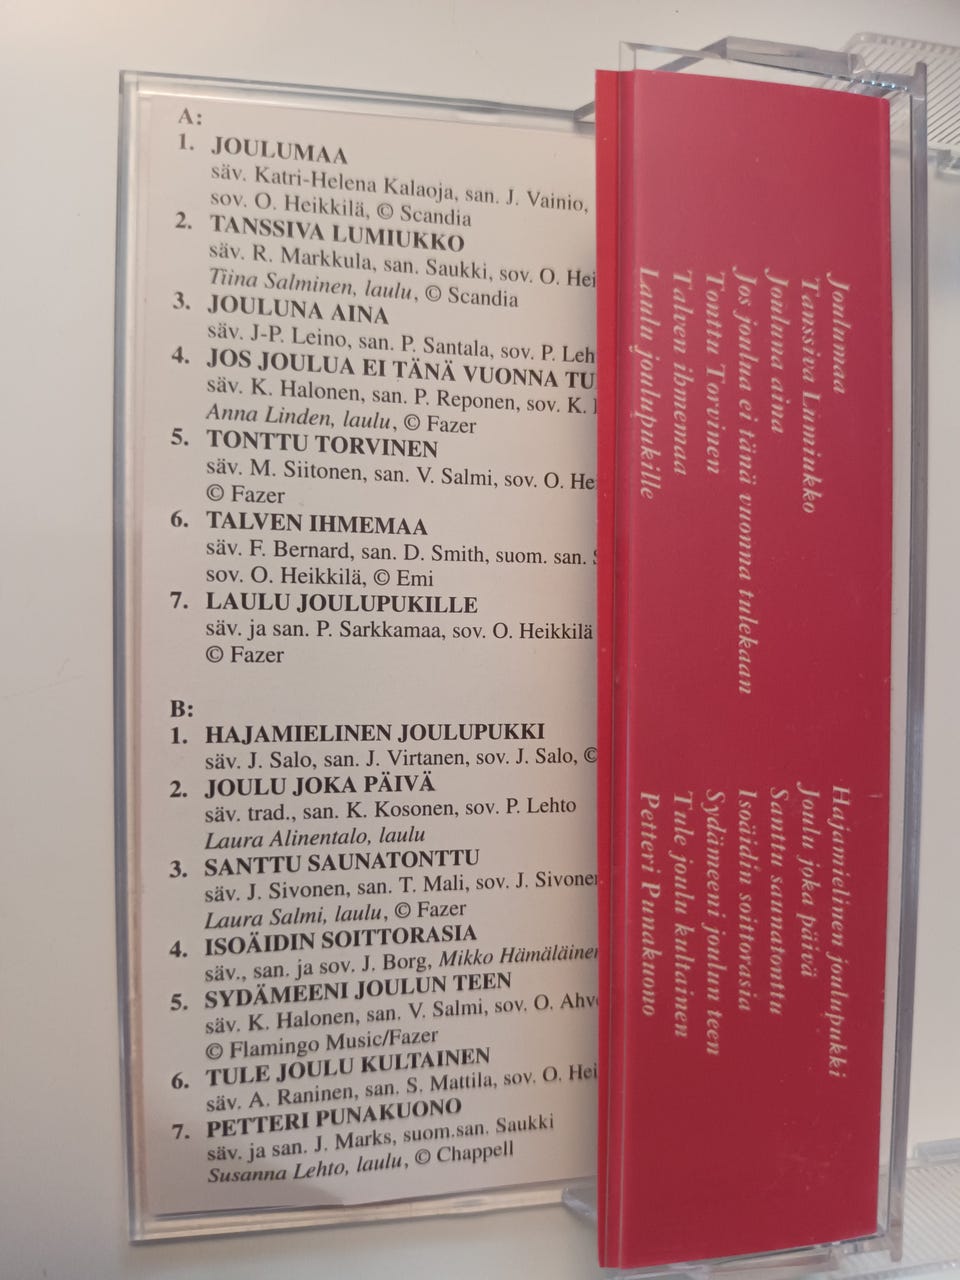 A:
1. JOULUMAA
säv. Katri-Helena Kalaoja, san. J. Vainio,
sov. O. Heikkilä, © Scandia
2. TANSSIVA LUMIUKKO
säv. R. Markkula, san. Saukki, sov. O. Hei
Tiina Salminen, laulu, © Scandia
3. JOULUNA AINA
säv. J-P. Leino, san. P. Santala, sov. P. Leh
4. JOS JOULUA EI TÄNÄ VUONNA TU
säv. K. Halonen, san. P. Reponen, sov. K.
Anna Linden, laulu, © Fazer
5. TONTTU TORVINEN
säv. M. Siitonen, san. V. Salmi, sov. O. He
© Fazer
6. TALVEN IHMEMAA
säv. F. Bernard, san. D. Smith, suom. san.
sov. O. Heikkilä, © Emi
7. LAULU JOULUPUKILLE
säv. ja san. P. Sarkkamaa, sov. O. Heikkilä
© Fazer
B:
1. HAJAMIELINEN JOULUPUKKI
säv. J. Salo, san. J. Virtanen, sov. J. Salo, ©
2. JOULU JOKA PÄIVÄ
säv. trad., san. K. Kosonen, sov. P. Lehto
Laura Alinentalo, laulu
3. SANTTU SAUNATONTTU
säv. J. Sivonen, san. T. Mali, sov. J. Sivone
Laura Salmi, laulu, © Fazer
4. ISOÄIDIN SOITTORASIA
säv., san. ja sov. J. Borg, Mikko Hämäläine
5. SYDÄMEENI JOULUN TEEN
säv. K. Halonen, san. V. Salmi, sov. O. Ahv
© Flamingo Music/Fazer
6. TULE JOULU KULTAINEN
säv. A. Raninen, san. S. Mattila, sov. O. Hei
7. PETTERI PUNAKUONO
säv. ja san. J. Marks, suom.san. Saukki
Susanna Lehto, laulu, © Chappell
Joulumaa
Tanssiva Lumiukko
Jouluna aina
Jos joulua ei tänä vuonna tulekaan
Tonttu Torvinen
Talven ihmemaa
Laulu joulupukille
Hajamielinen joulupukki
Joulu joka päivä
Santtu saunatonttu
Isoäidin soittorasia
Sydämeeni joulun teen
Tule joulu kultainen
Petteri Punakuono